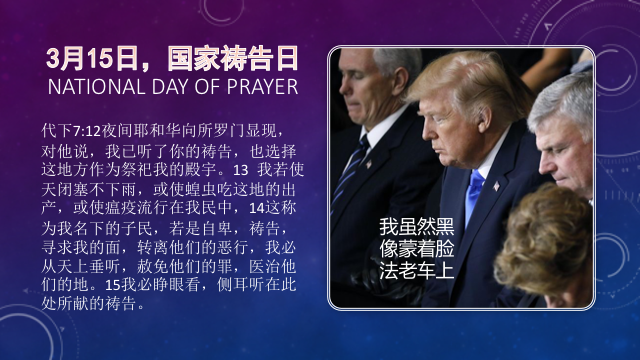 3月15日，国家祷告日
NATIONAL DAY OF PRAYER
代下7:12夜间耶和华向所罗门显现，
对他说，我已听了你的祷告，也选择
这地方作为祭祀我的殿宇。13 我若使
天闭塞不下雨，或使蝗虫吃这地的出
产，或使瘟疫流行在我民中，14这称
为我名下的子民，若是自卑，祷告，
寻求我的面，转离他们的恶行，我必
从天上垂听，赦免他们的罪，医治他
们的地。15我必睁眼看，侧耳听在此
处所献的祷告。
我虽然黑
像蒙着脸
法老车上